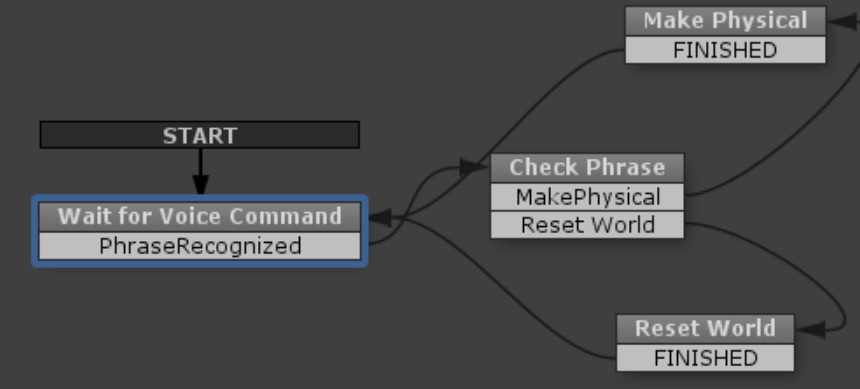 Make Physical
FINISHED
START
Check Phrase
MakePhysical
Reset World
Wait for Voice Command
PhraseRecognized
Reset World
FINISHED